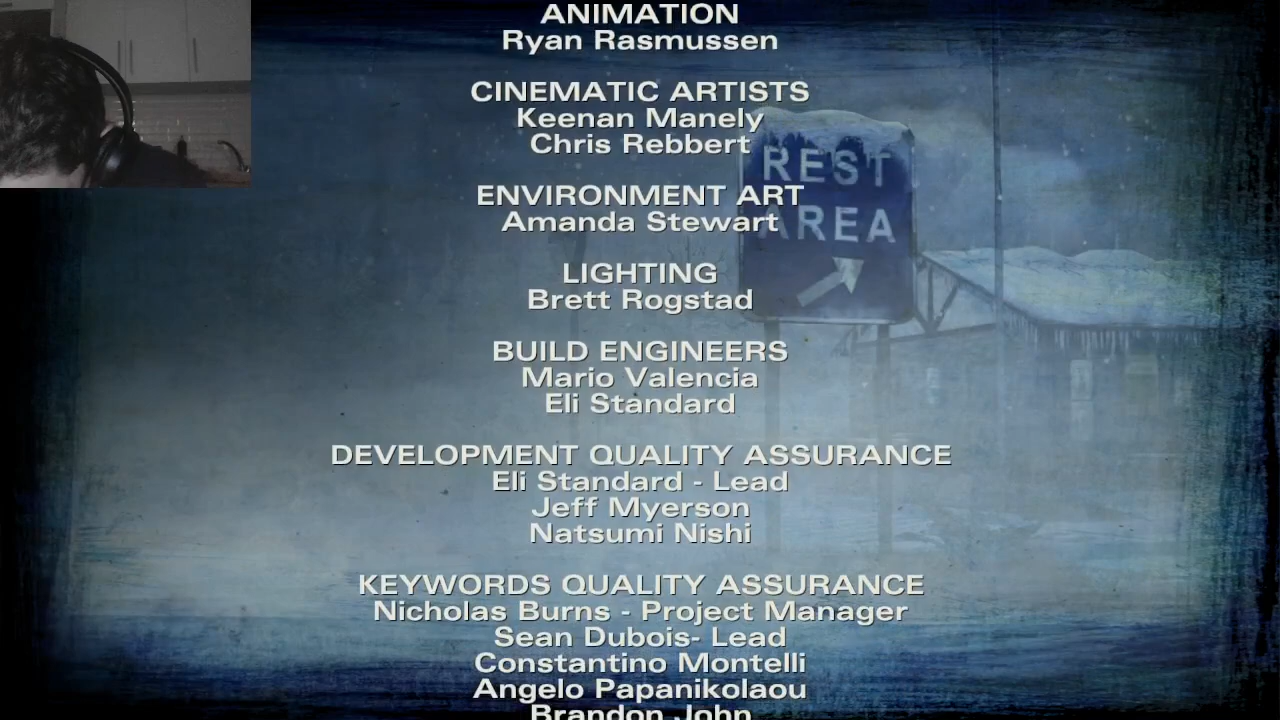 ANIMATION
Ryan Rasmussen
CINEMATIC ARTISTS
Keenan Manely
Chris Rebbert
REST
AREA
ENVIRONMENT ART
Amanda Stewart
LIGHTING
Brett Rogstad
BUILD ENGINEERS
Mario Valencia
Eli Standard
DEVELOPMENT QUALITY ASSURANCE
Eli Standard - Lead
Jeff Myerson
Natsumi Nishi
KEYWORDS QUALITY ASSURANCE
Nicholas Burns - Project Manager
Sean Dubois- Lead
Constantino Montelli
Angelo Papanikolaou
Brandon John